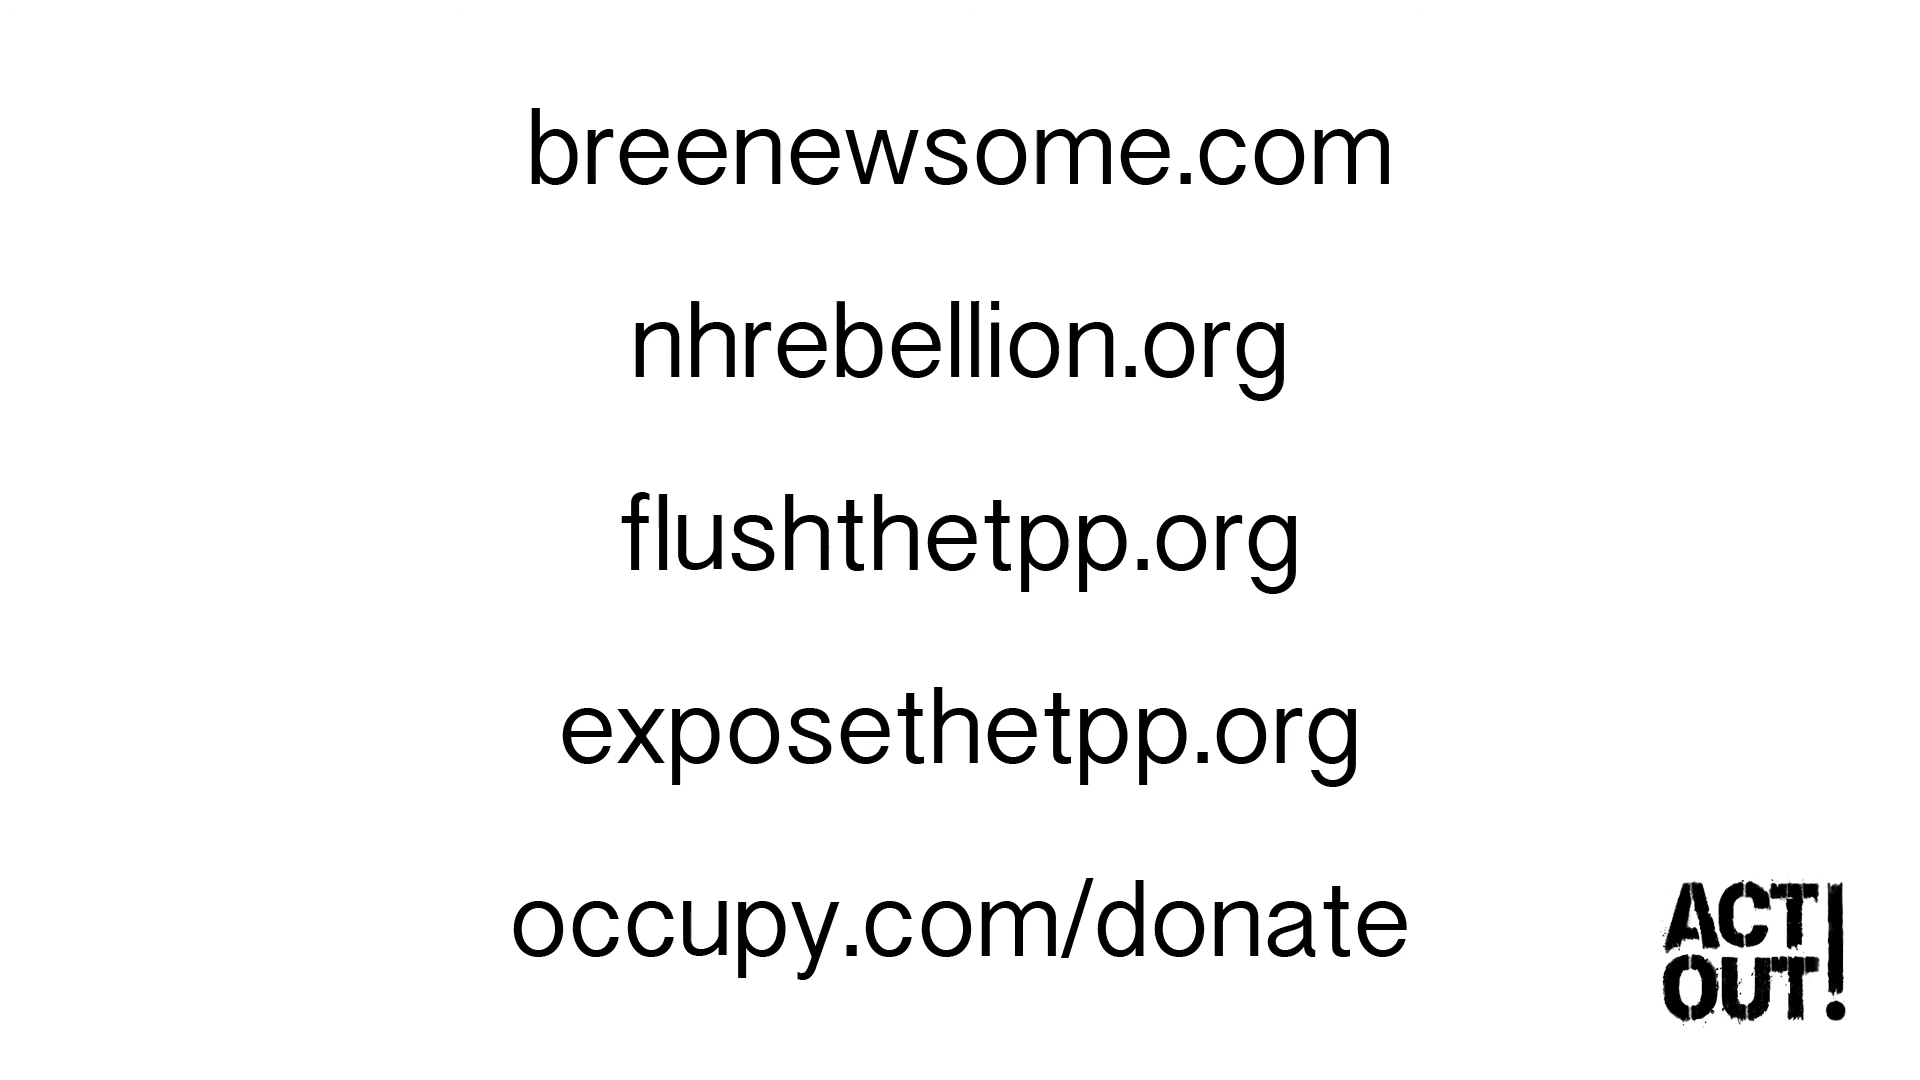 breenewsome.com
nhrebellion.org
flushthetpp.org
exposethetpp.org
occupy.com/donate
ACT
OUT!